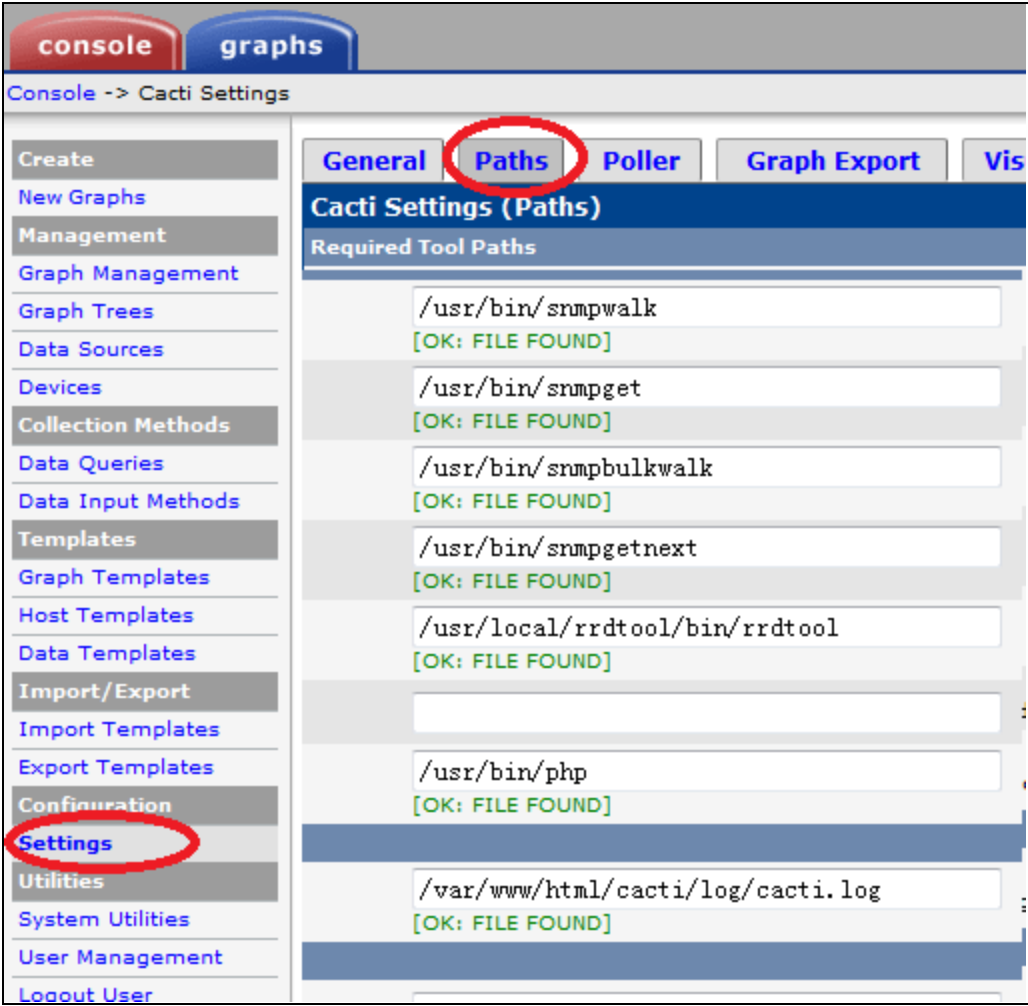 console graphs
Console -> Cacti Settings
Create
New Graphs
Management
Graph Management
Graph Trees
Data Sources
Devices
Collection Methods
Data Queries
Data Input Methods
Templates
Graph Templates
Host Templates
Data Templates
Import/Export
Import Templates
Export Templates
Configuration
Settings
Utilities
System Utilities
User Management
Logout User
General Paths Poller Graph Export Vis
Cacti Settings (Paths)
Required Tool Paths
/usr/bin/snmpwalk
[OK: FILE FOUND]
/usr/bin/snmpget
[OK: FILE FOUND]
/usr/bin/snmpbulkwalk
[OK: FILE FOUND]
/usr/bin/snmpgetnext
[OK: FILE FOUND]
/usr/local/rrdtool/bin/rrdtool
[OK: FILE FOUND]
/usr/bin/php
[OK: FILE FOUND]
/var/www/html/cacti/log/cacti.log
[OK: FILE FOUND]